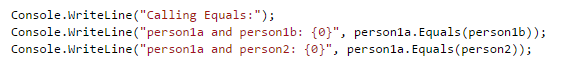 Console.WriteLine("Calling Equals:");
Console.WriteLine("person1a and person1b: {0}", person1a.Equals(person1b));
Console.WriteLine("person1a and person2: {0}", person1a.Equals(person2));